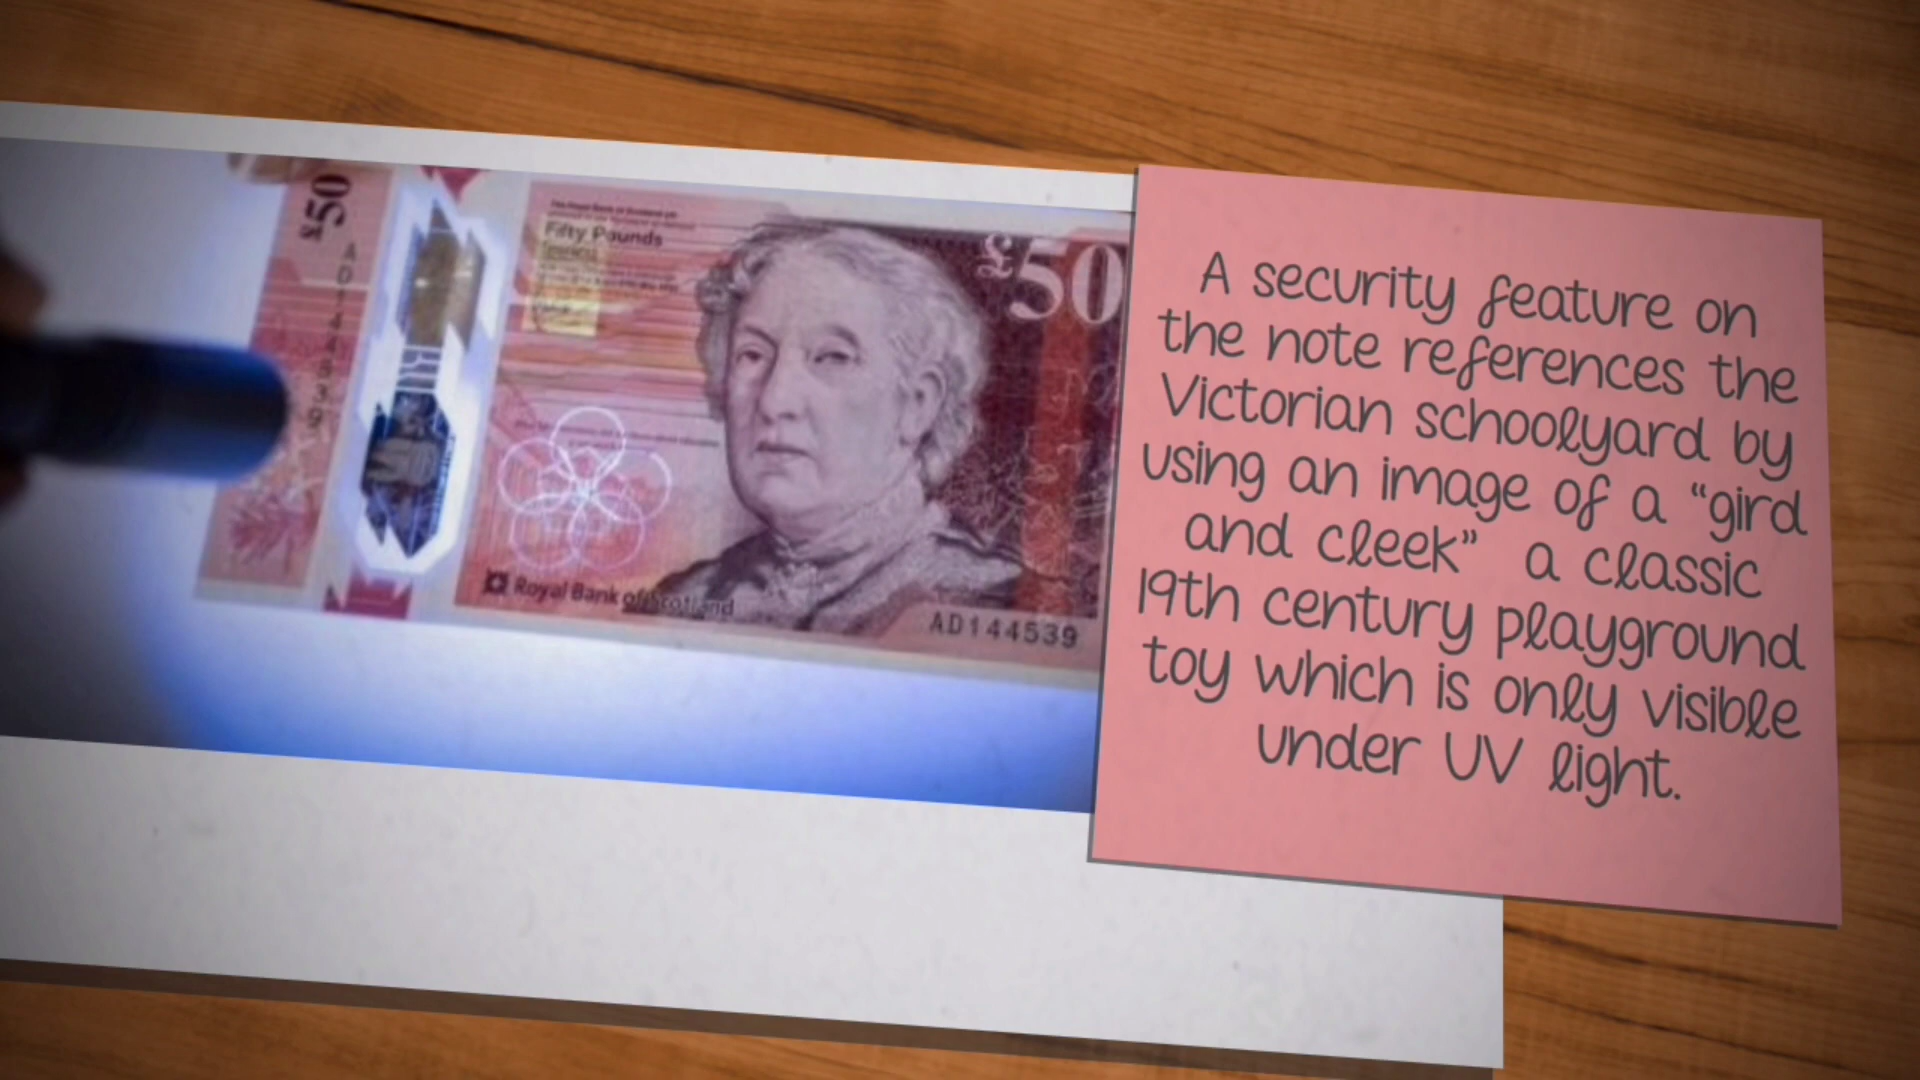 £50
Fifty Pounds
£50
Royal Bank of Scotland
AD144539
A security feature on
the note references the
Victorian schoolyard by
using an image of a “gird
and cleek” a classic
19th century playground
toy which is only visible
under UV light.